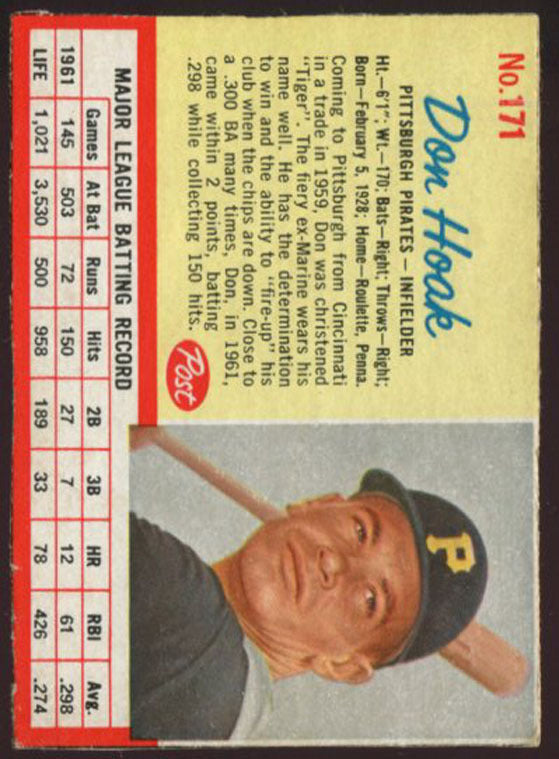 No.171
Don Hoak
PITTSBURGH PIRATES—INFIELDER
Ht.—6'1"; Wt.—170; Bats—Right; Throws—Right;
Born—February 5, 1928; Home—Roulette, Penna.
Coming to Pittsburgh from Cincinnati
in a trade in 1959, Don was christened
"Tiger". The fiery ex-Marine wears his
name well. He has the determination
to win and the ability to "fire-up" his
club when the chips are down. Close to
a .300 BA many times, Don, in 1961,
came within 2 points, batting
.298 while collecting 150 hits.
Post
P
MAJOR LEAGUE BATTING RECORD
Games At Bat Runs Hits 2B 3B HR RBI Avg.
1961 145 503 72 150 27 7 12 61 .298
LIFE 1,021 3,530 500 958 189 33 78 426 .274